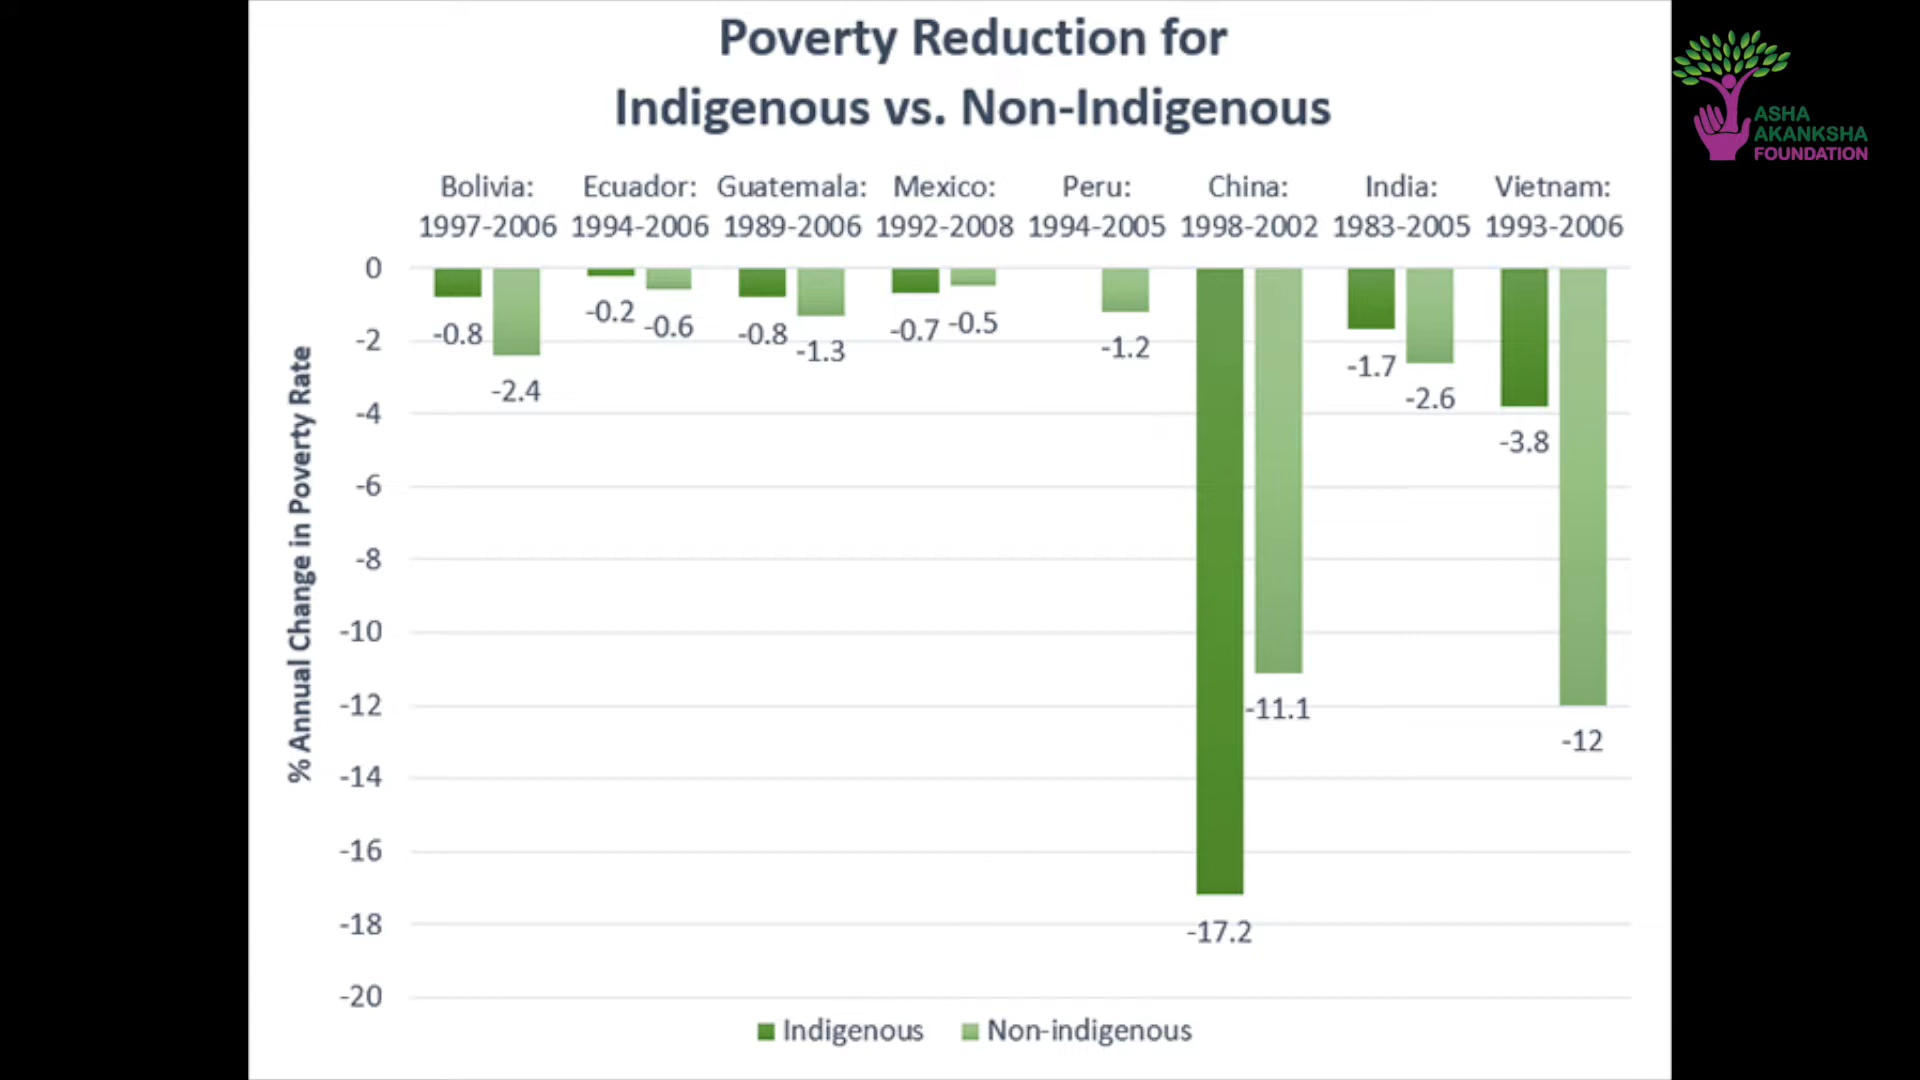 Poverty Reduction for
Indigenous vs. Non-Indigenous
ASHA
AKANKSHA
FOUNDATION
Bolivia: Ecuador: Guatemala: Mexico: Peru: China: India: Vietnam:
1997-2006 1994-2006 1989-2006 1992-2008 1994-2005 1998-2002 1983-2005 1993-2006
% Annual Change in Poverty Rate
0
-2
-4
-6
-8
-10
-12
-14
-16
-18
-20
-0.8
-2.4
-0.2
-0.6
-0.8
-1.3
-0.7
-0.5
-1.2
-17.2
-11.1
-1.7
-2.6
-3.8
-12
Indigenous Non-indigenous